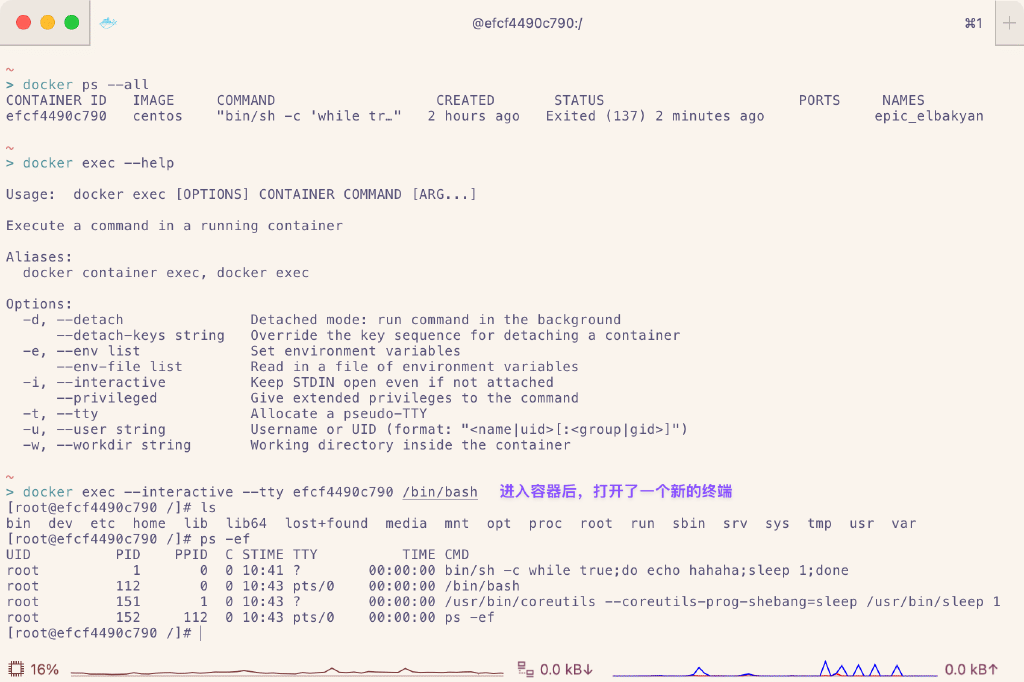 @efcf4490c790:/
⌘1
~
> docker ps --all
CONTAINER ID   IMAGE     COMMAND                   CREATED       STATUS                       PORTS     NAMES
efcf4490c790   centos    "bin/sh -c 'while tr…"   2 hours ago   Exited (137) 2 minutes ago             epic_elbakyan
~
> docker exec --help
Usage:  docker exec [OPTIONS] CONTAINER COMMAND [ARG...]
Execute a command in a running container
Aliases:
  docker container exec, docker exec
Options:
  -d, --detach               Detached mode: run command in the background
      --detach-keys string   Override the key sequence for detaching a container
  -e, --env list             Set environment variables
      --env-file list        Read in a file of environment variables
  -i, --interactive          Keep STDIN open even if not attached
      --privileged           Give extended privileges to the command
  -t, --tty                  Allocate a pseudo-TTY
  -u, --user string          Username or UID (format: "<name|uid>[:<group|gid>]")
  -w, --workdir string       Working directory inside the container
~
> docker exec --interactive --tty efcf4490c790 /bin/bash 进入容器后，打开了一个新的终端
[root@efcf4490c790 /]# ls
bin  dev  etc  home  lib  lib64  lost+found  media  mnt  opt  proc  root  run  sbin  srv  sys  tmp  usr  var
[root@efcf4490c790 /]# ps -ef
UID          PID    PPID  C STIME TTY          TIME CMD
root           1       0  0 10:41 ?        00:00:00 bin/sh -c while true;do echo hahaha;sleep 1;done
root         112       0  0 10:43 pts/0    00:00:00 /bin/bash
root         151       1  0 10:43 ?        00:00:00 /usr/bin/coreutils --coreutils-prog-shebang=sleep /usr/bin/sleep 1
root         152     112  0 10:43 pts/0    00:00:00 ps -ef
[root@efcf4490c790 /]#
16% 0.0 kB↓ 0.0 kB↑